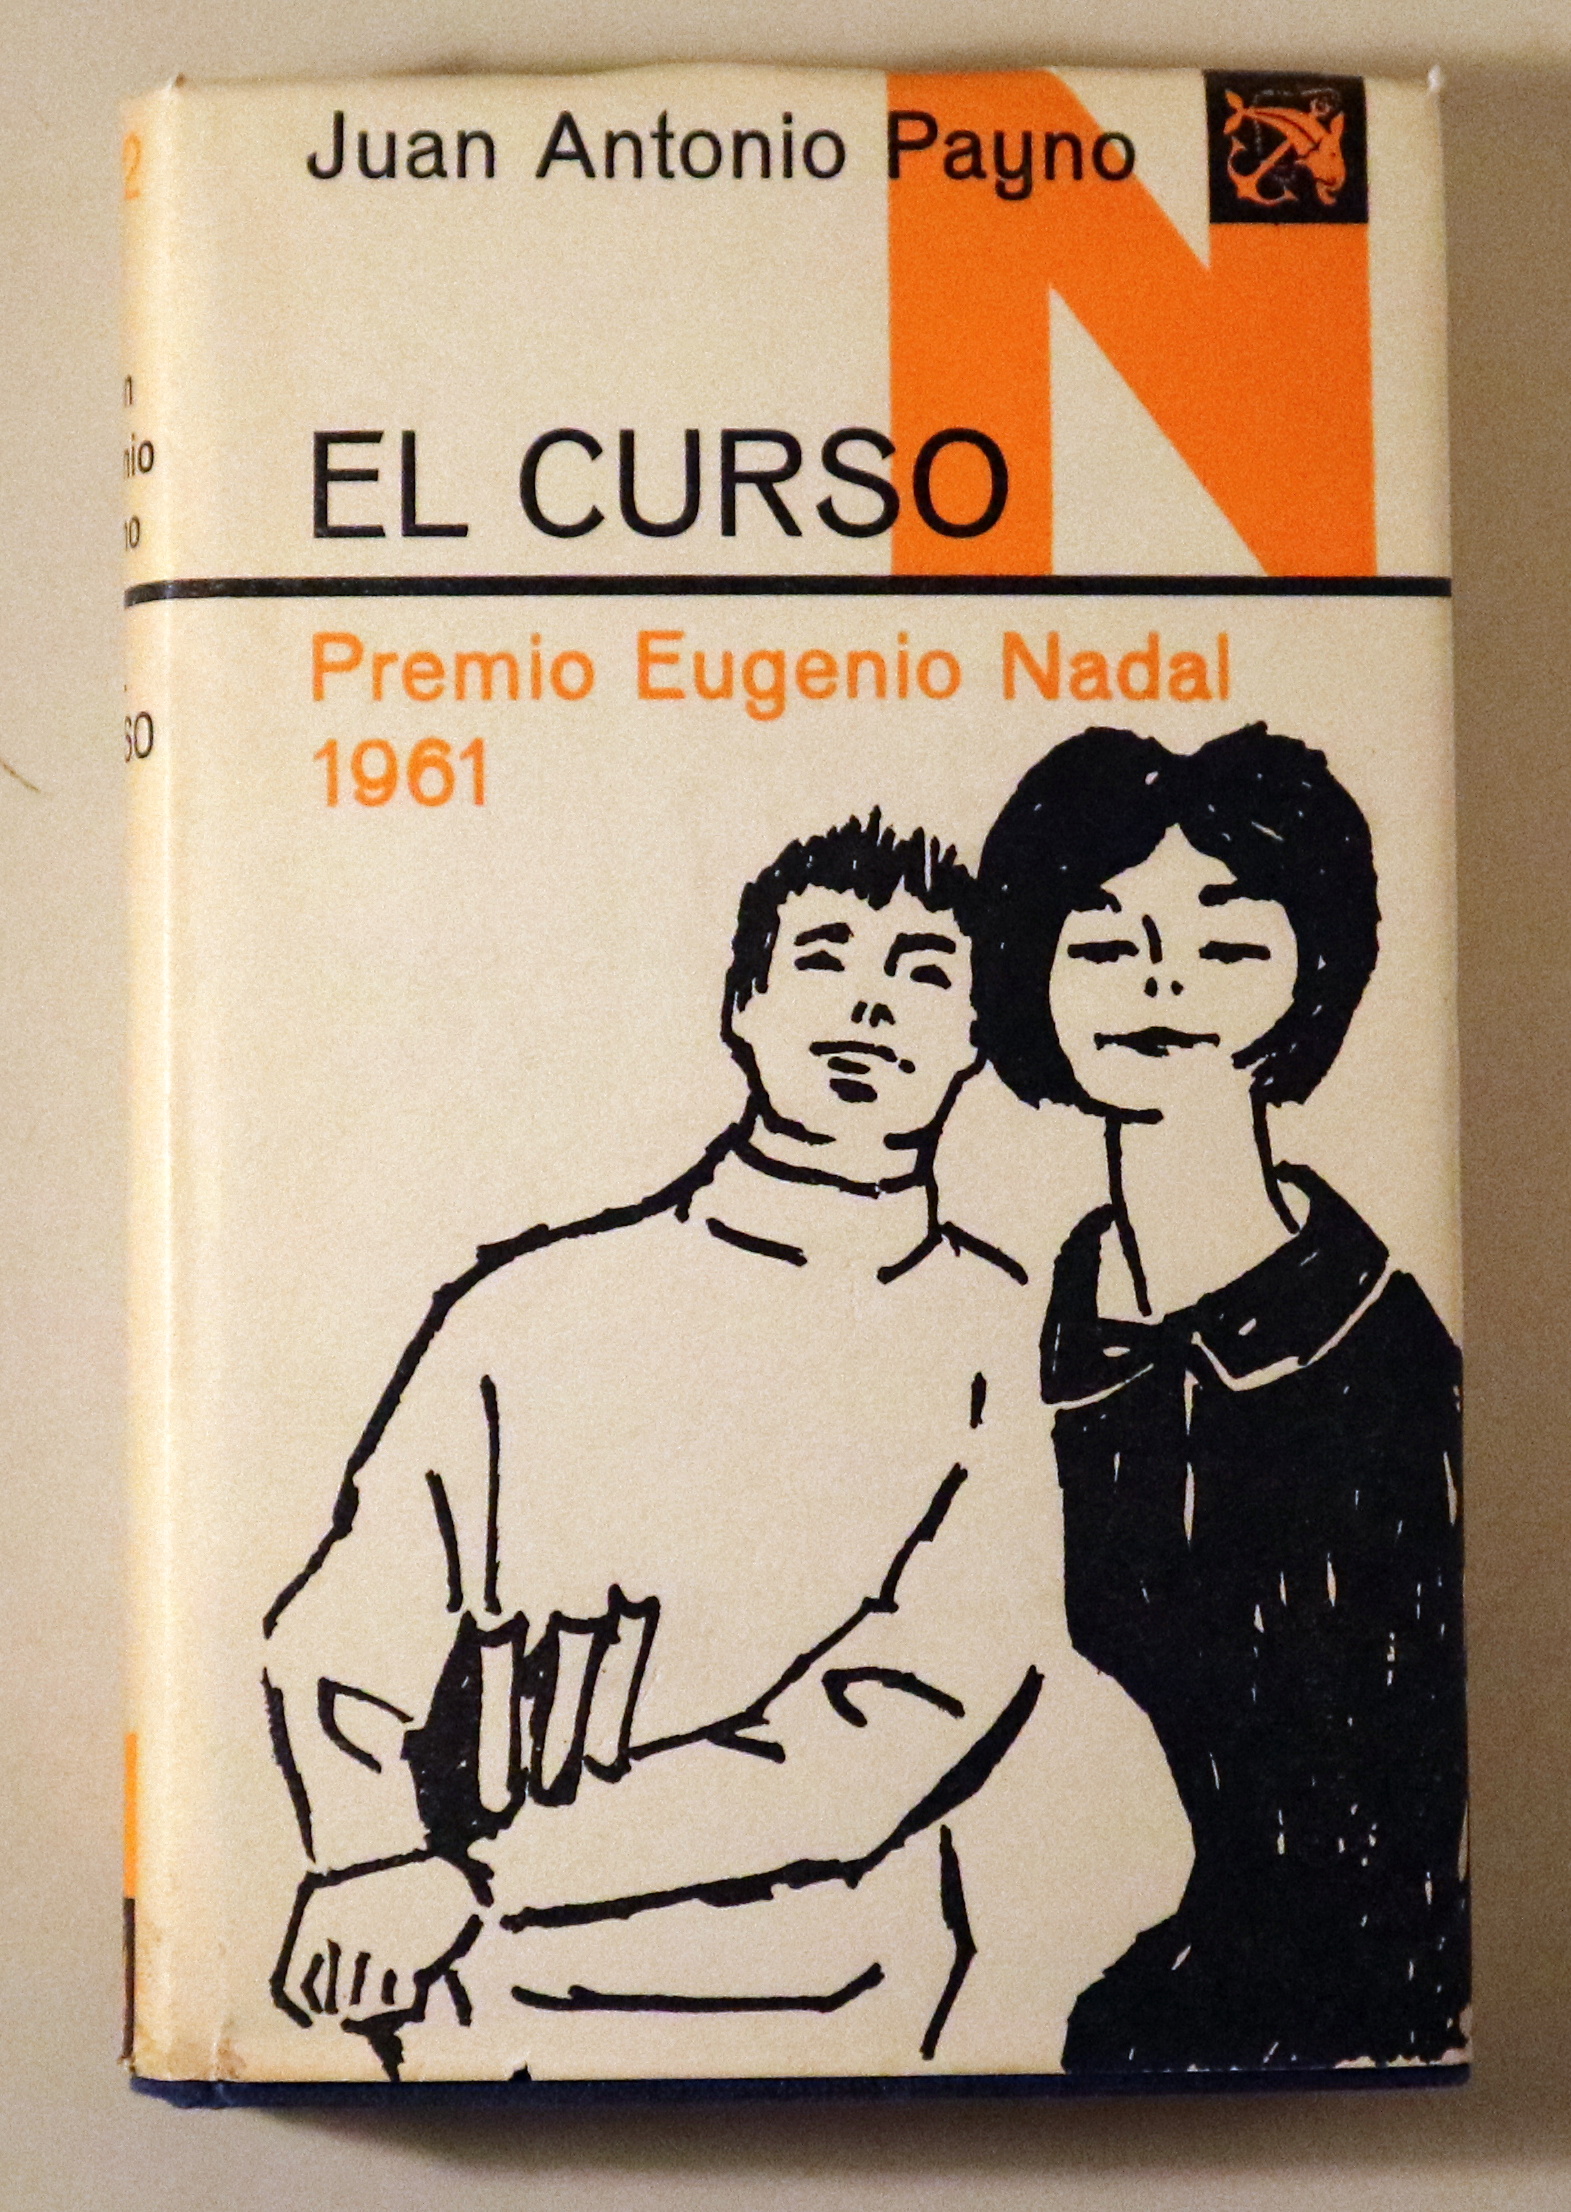 Juan Antonio Payno
EL CURSO
Premio Eugenio Nadal
1961